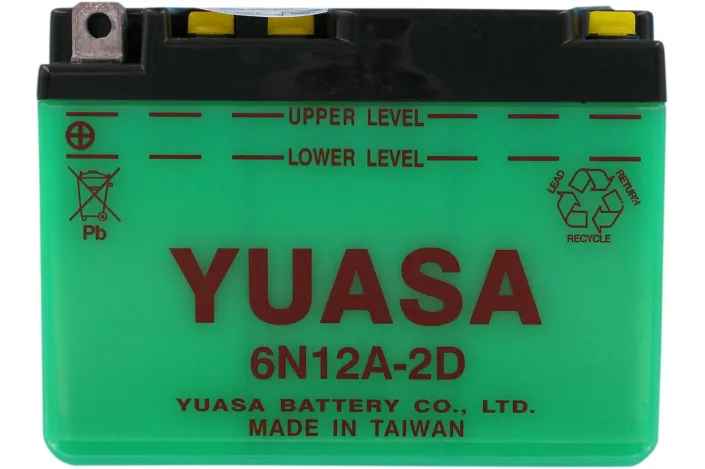 UPPER LEVEL
LOWER LEVEL
Pb
LEAD
RETURN
RECYCLE
YUASA
6N12A-2D
YUASA BATTERY CO., LTD.
MADE IN TAIWAN